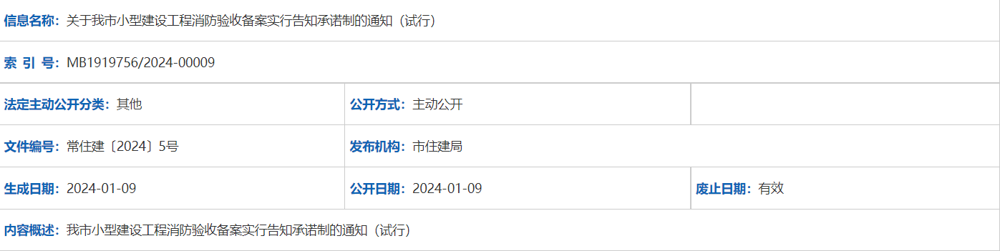 信息名称：关于我市小型建设工程消防验收备案实行告知承诺制的通知（试行）
索 引 号：MB1919756/2024-00009
法定主动公开分类：其他 公开方式：主动公开
文件编号：常住建〔2024〕5号 发布机构：市住建局
生成日期：2024-01-09 公开日期：2024-01-09 废止日期：有效
内容概述：我市小型建设工程消防验收备案实行告知承诺制的通知（试行）